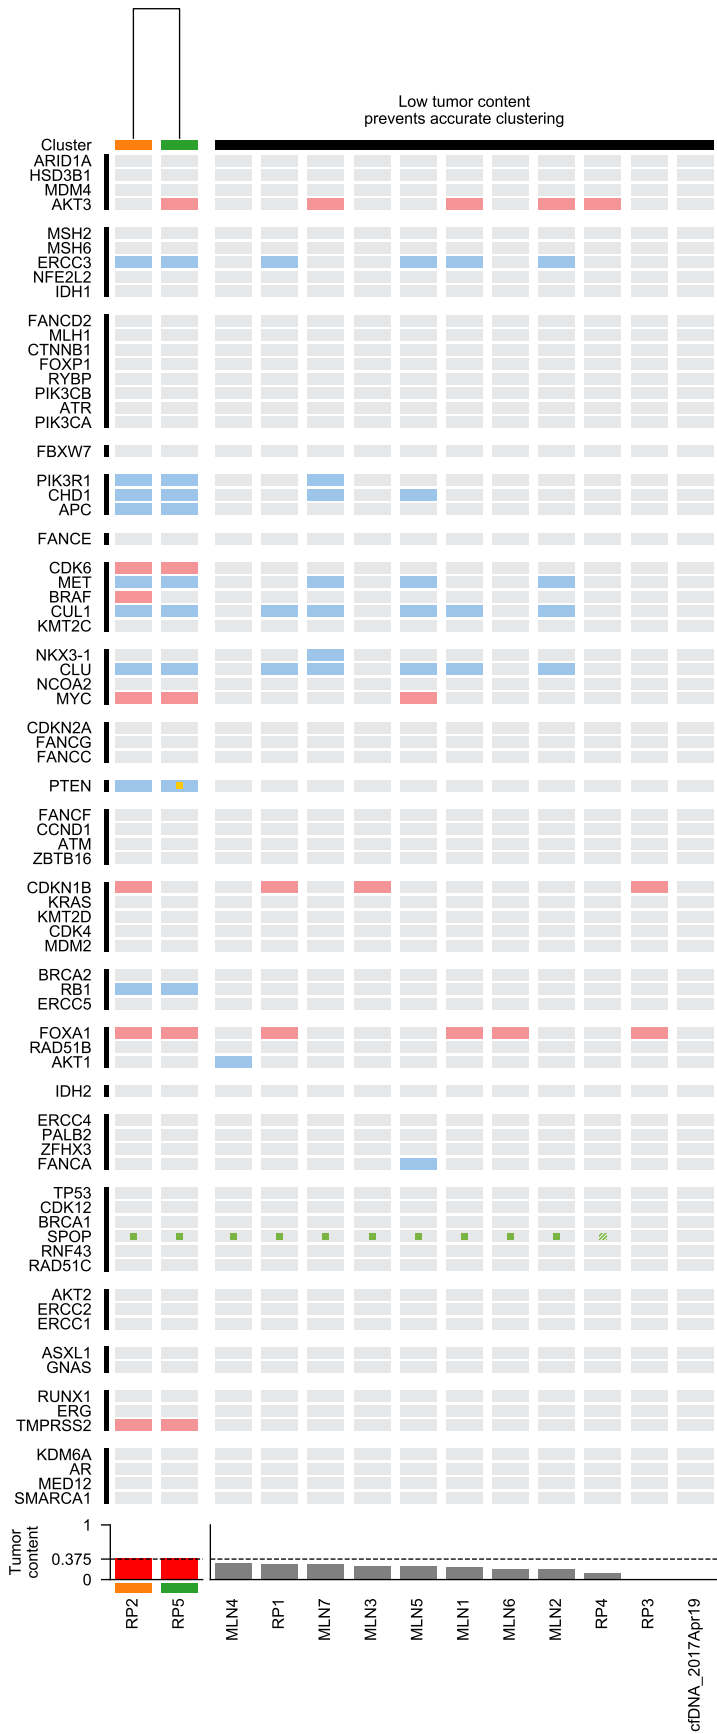 Low tumor content
prevents accurate clustering
Cluster
ARID1A
HSD3B1
MDM4
AKT3
MSH2
MSH6
ERCC3
NFE2L2
IDH1
FANCD2
MLH1
CTNNB1
FOXP1
RYBP
PIK3CB
ATR
PIK3CA
FBXW7
PIK3R1
CHD1
APC
FANCE
CDK6
MET
BRAF
CUL1
KMT2C
NKX3-1
CLU
NCOA2
MYC
CDKN2A
FANCG
FANCC
PTEN
FANCF
CCND1
ATM
ZBTB16
CDKN1B
KRAS
KMT2D
CDK4
MDM2
BRCA2
RB1
ERCC5
FOXA1
RAD51B
AKT1
IDH2
ERCC4
PALB2
ZFHX3
FANCA
TP53
CDK12
BRCA1
SPOP
RNF43
RAD51C
AKT2
ERCC2
ERCC1
ASXL1
GNAS
RUNX1
ERG
TMPRSS2
KDM6A
AR
MED12
SMARCA1
Tumor
content
1
0.375
0
RP2
RP5
MLN4
RP1
MLN7
MLN3
MLN5
MLN1
MLN6
MLN2
RP4
RP3
cfDNA_2017Apr19